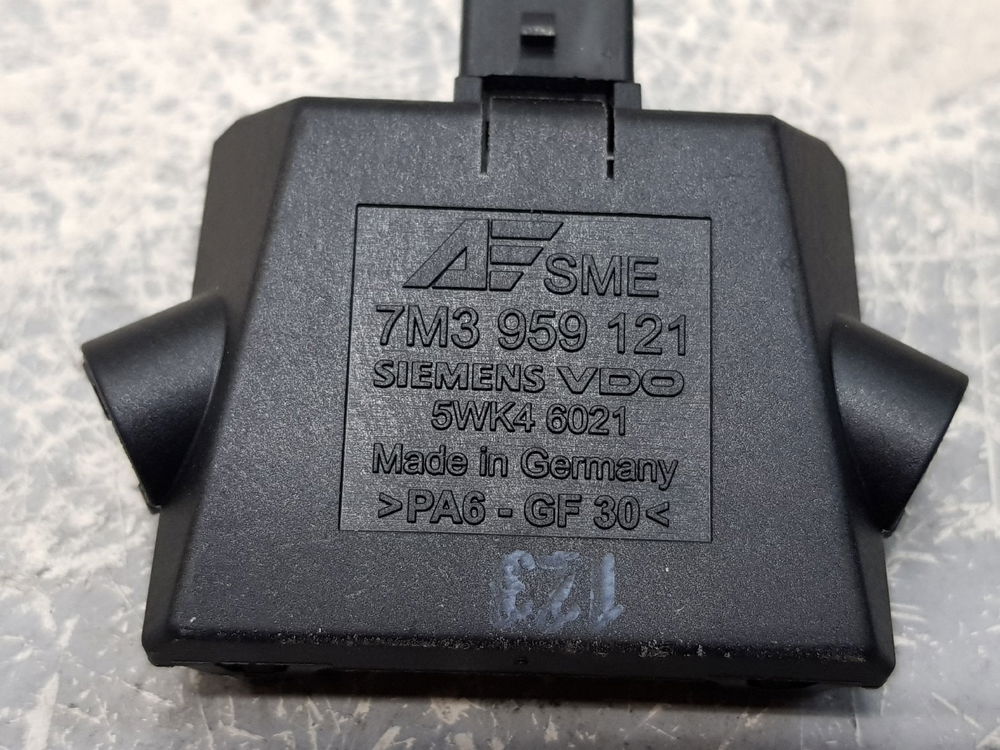 AF SME
7M3 959 121
SIEMENS VDO
5WK4 6021
Made in Germany
>PA6 - GF 30<
123